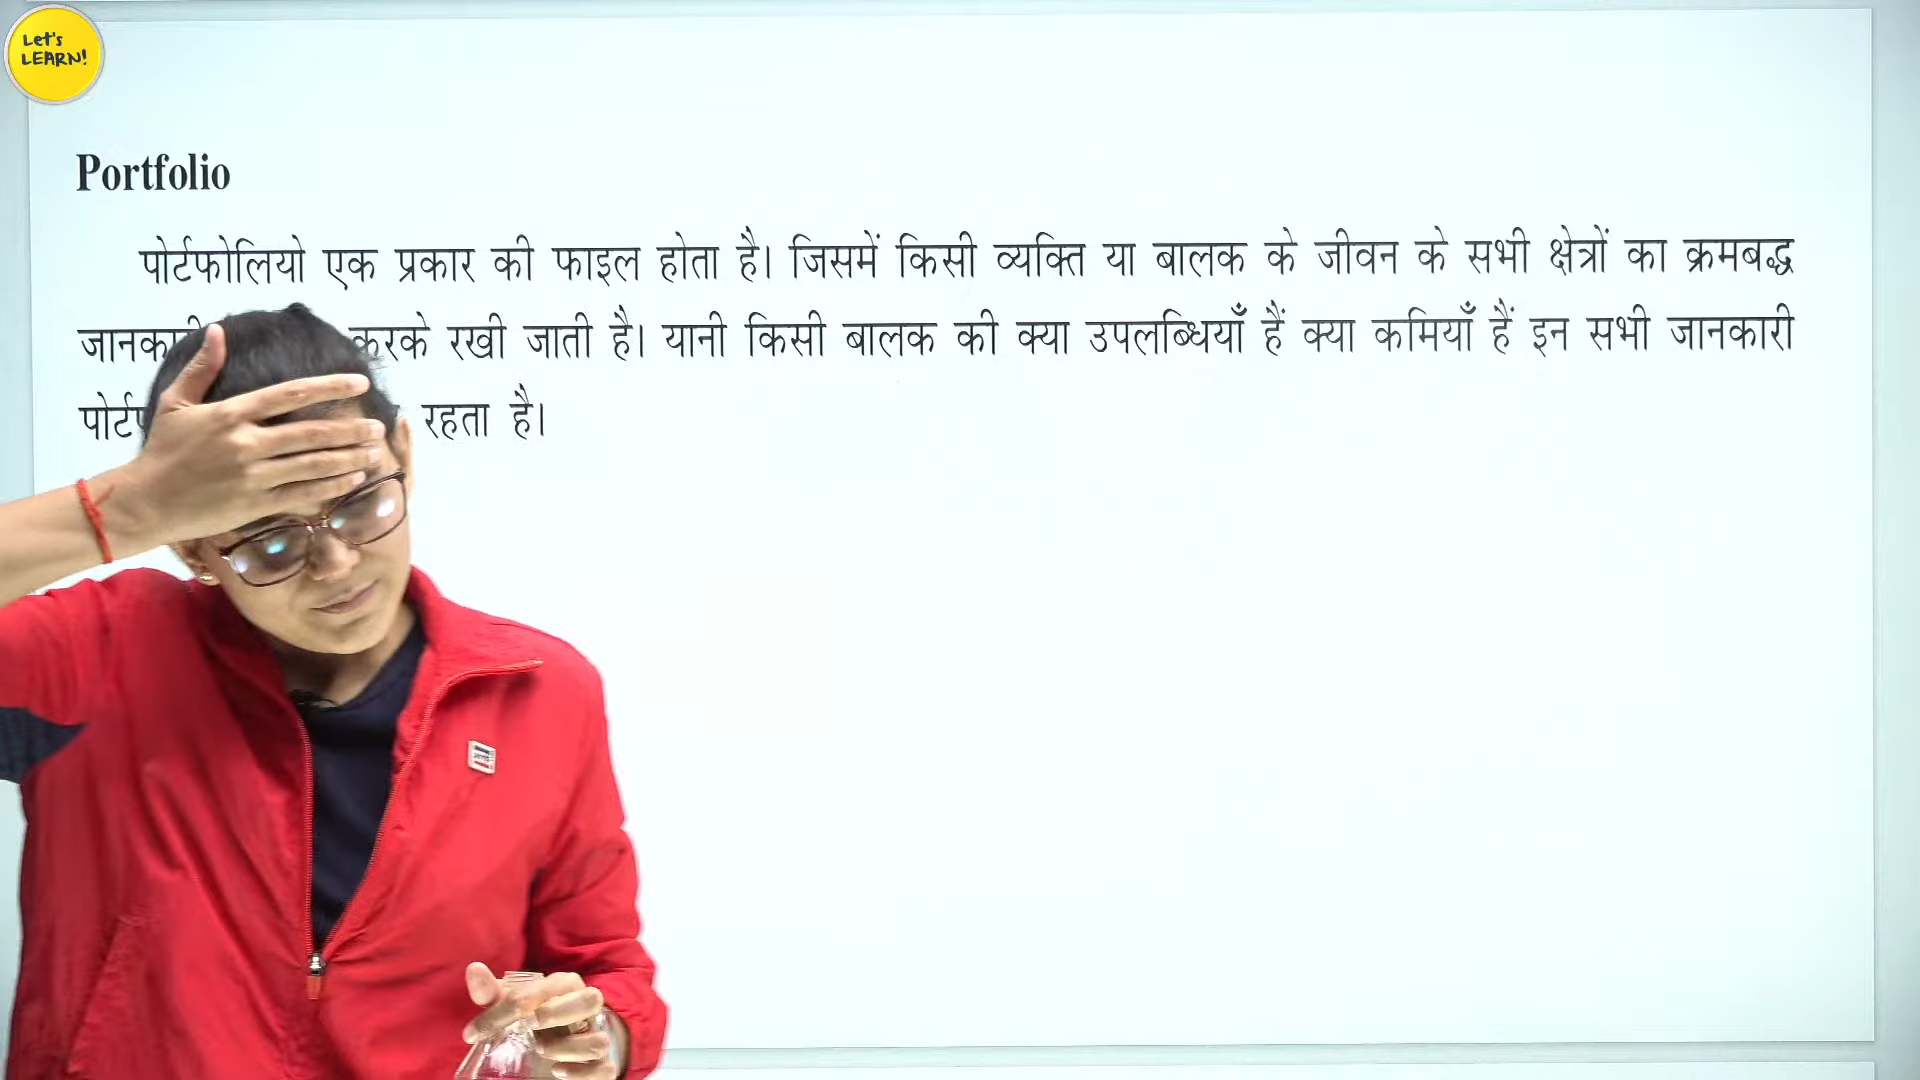 Let's
LEARN!
Portfolio
पोर्टफोलियो एक प्रकार की फाइल होता है। जिसमें किसी व्यक्ति या बालक के जीवन के सभी क्षेत्रों का क्रमबद्ध
करके रखी जाती है। यानी किसी बालक की क्या उपलब्धियाँ हैं क्या कमियाँ हैं इन सभी जानकारी
रहता है।